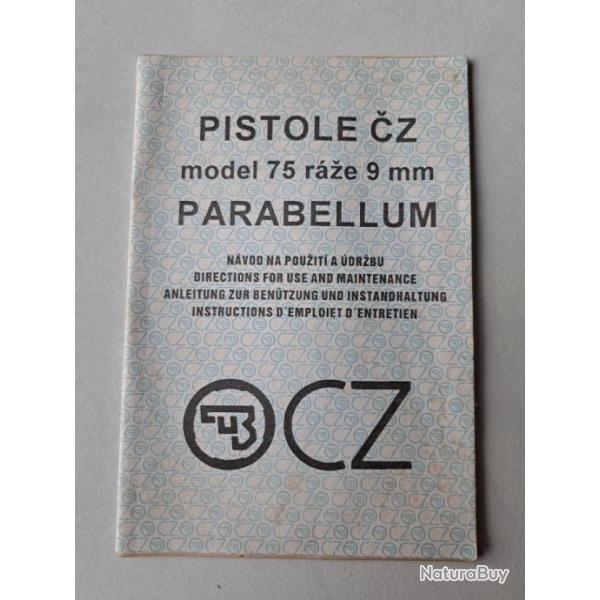 PISTOLE ČZ
model 75 ráže 9 mm
PARABELLUM
NÁVOD NA POUŽITÍ A ÚDRŽBU
DIRECTIONS FOR USE AND MAINTENANCE
ANLEITUNG ZUR BENÜTZUNG UND INSTANDHALTUNG
INSTRUCTIONS D´EMPLOIET D´ENTRETIEN
CZ
NaturaBuy